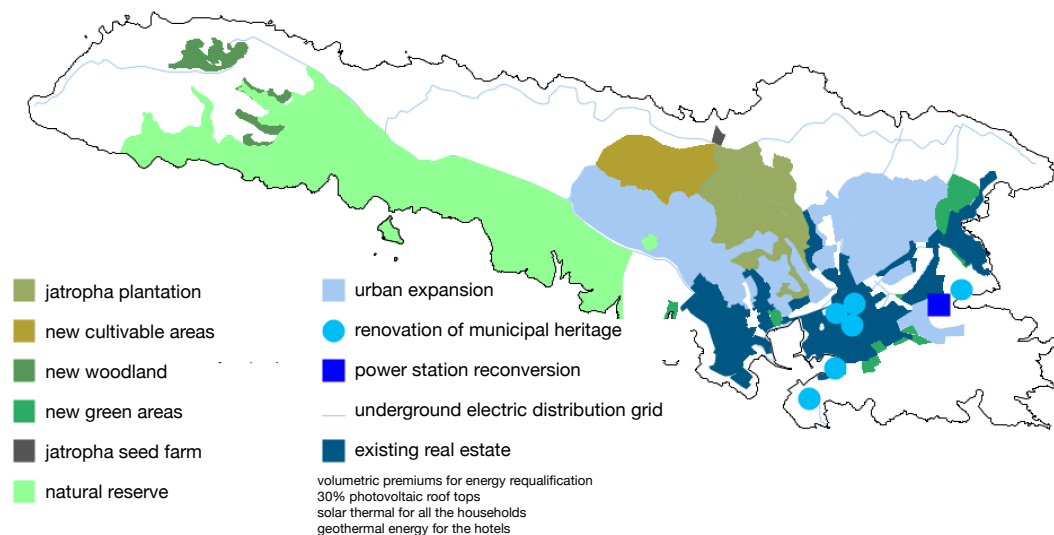 jatropha plantation
new cultivable areas
new woodland
new green areas
jatropha seed farm
natural reserve
urban expansion
renovation of municipal heritage
power station reconversion
underground electric distribution grid
existing real estate
volumetric premiums for energy requalification
30% photovoltaic roof tops
solar thermal for all the households
geothermal energy for the hotels